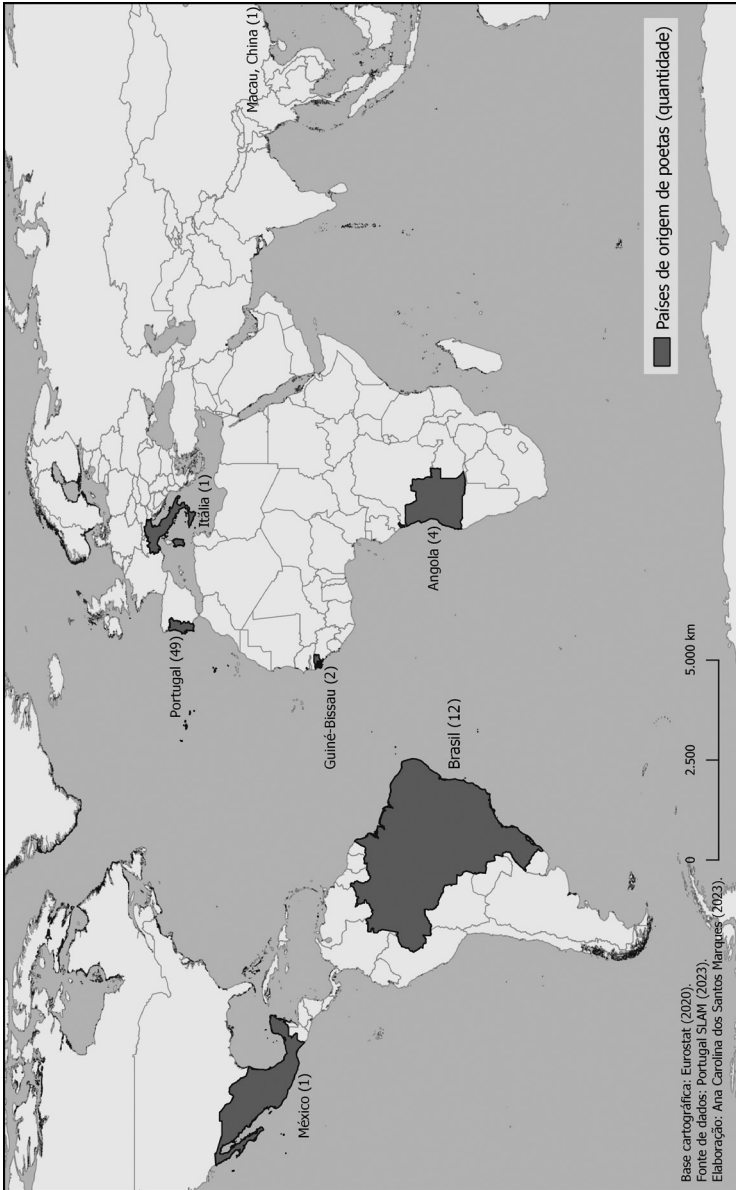 Macau, China (1)
Itália (1)
Portugal (49)
México (1)
Guiné-Bissau (2)
Angola (4)
Brasil (12)
Países de origem de poetas (quantidade)
0 2.500 5.000 km
Base cartográfica: Eurostat (2020).
Fonte de dados: Portugal SLAM (2023).
Elaboração: Ana Carolina dos Santos Marques (2023).